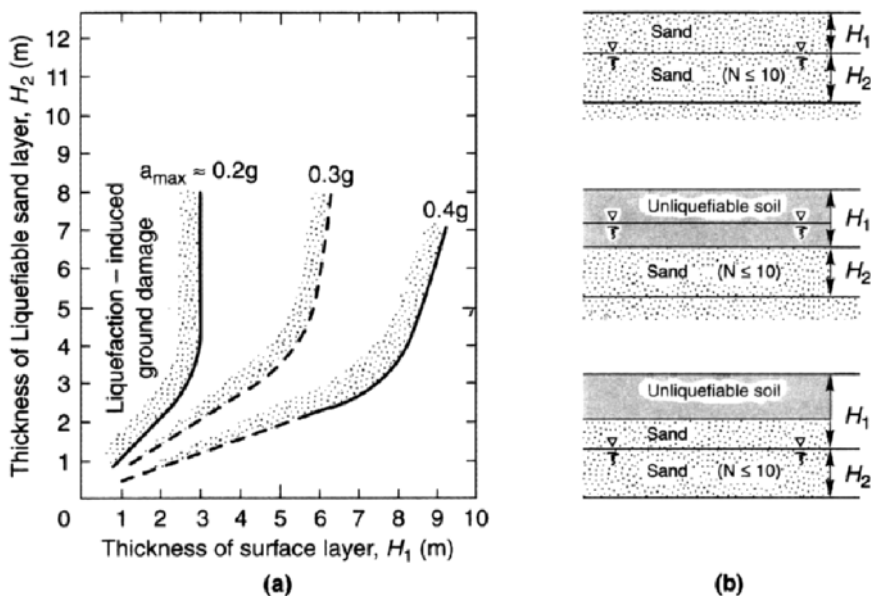 Thickness of Liquefiable sand layer, H₂ (m)
12
11
10
9
8
7
6
5
4
3
2
1
0
1 2 3 4 5 6 7 8 9 10
Thickness of surface layer, H₁ (m)
a max ≈ 0.2g
0.3g
0.4g
Liquefaction – induced
ground damage
(a)
Sand
H₁
Sand (N ≤ 10)
H₂
Unliquefiable soil
H₁
Sand (N ≤ 10)
H₂
Unliquefiable soil
H₁
Sand
Sand (N ≤ 10)
H₂
(b)